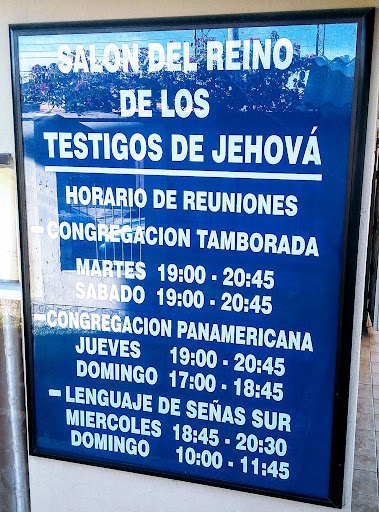 SALON DEL REINO
DE LOS
TESTIGOS DE JEHOVÁ
HORARIO DE REUNIONES
- CONGREGACION TAMBORADA
MARTES 19:00 - 20:45
SABADO 19:00 - 20:45
- CONGREGACION PANAMERICANA
JUEVES 19:00 - 20:45
DOMINGO 17:00 - 18:45
- LENGUAJE DE SEÑAS SUR
MIERCOLES 18:45 - 20:30
DOMINGO 10:00 - 11:45